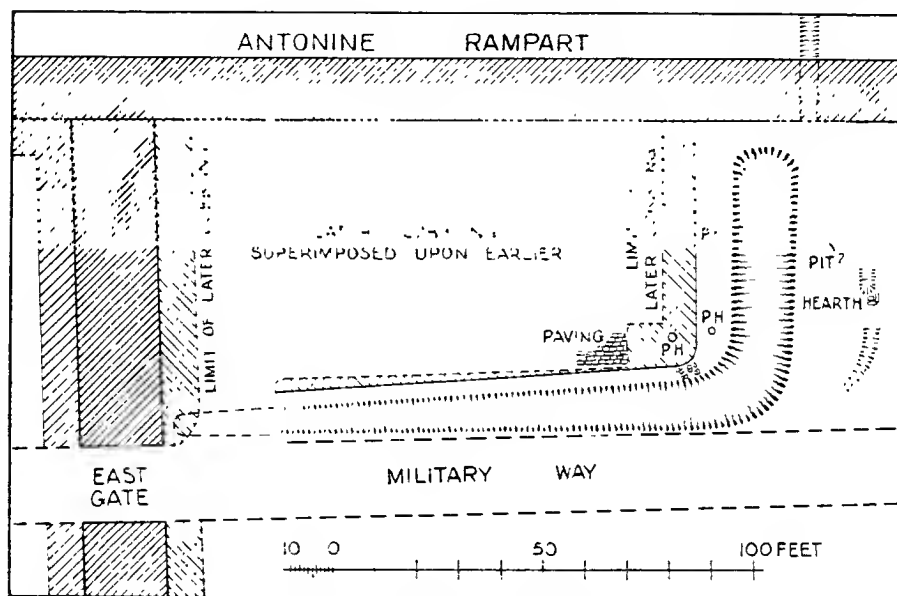 ANTONINE RAMPART
LIMIT OF LATER
SUPERIMPOSED UPON EARLIER
LATER
PIT?
HEARTH
PH
PH
PAVING
EAST
GATE
MILITARY WAY
10 0 50 100 FEET